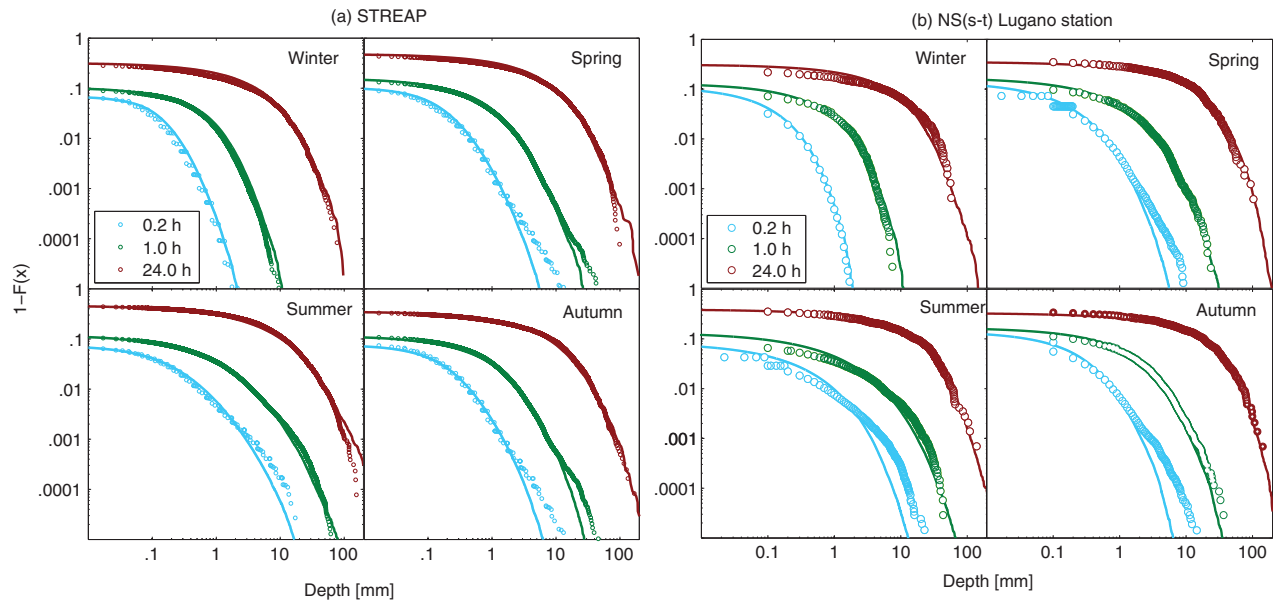 (a) STREAP
(b) NS(s-t) Lugano station
1−F(x)
1
.1
.01
.001
.0001
Winter
0.2 h
1.0 h
24.0 h
Spring
1
.1
.01
.001
.0001
Summer
Autumn
.1 1 10 100
.1 1 10 100
Depth [mm]
1
.1
.01
.001
.0001
Winter
0.2 h
1.0 h
24.0 h
Spring
1
.1
.01
.001
.0001
Summer
Autumn
0.1 1 10 100
0.1 1 10 100
Depth [mm]